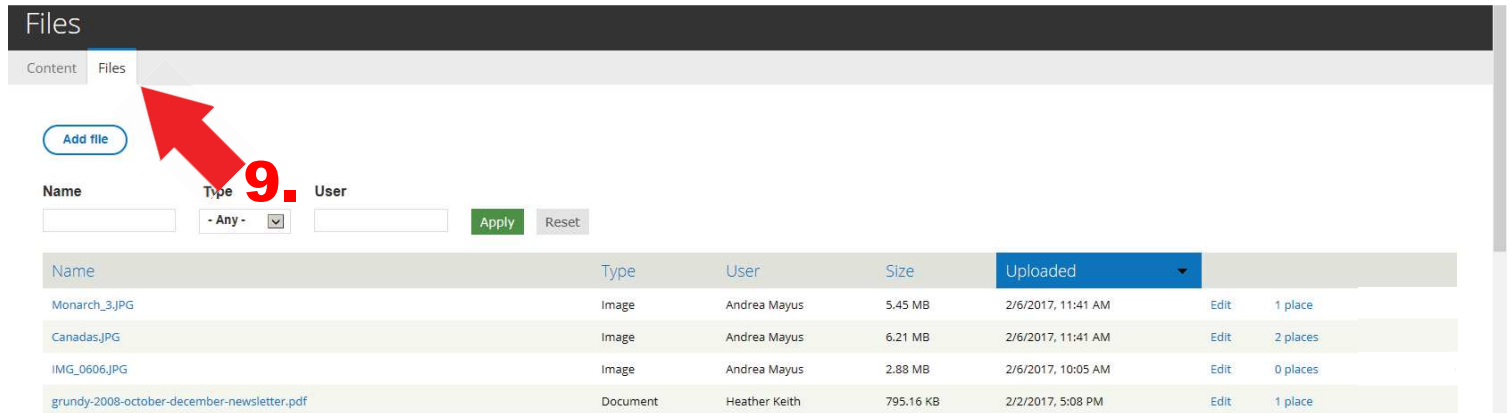 Files
Content Files
Add file
9.
Name Type User
- Any - Apply Reset
Name Type User Size Uploaded
Monarch_3.JPG Image Andrea Mayus 5.45 MB 2/6/2017, 11:41 AM Edit 1 place
Canadas.JPG Image Andrea Mayus 6.21 MB 2/6/2017, 11:41 AM Edit 2 places
IMG_0606.JPG Image Andrea Mayus 2.88 MB 2/6/2017, 10:05 AM Edit 0 places
grundy-2008-october-december-newsletter.pdf Document Heather Keith 795.16 KB 2/2/2017, 5:08 PM Edit 1 place